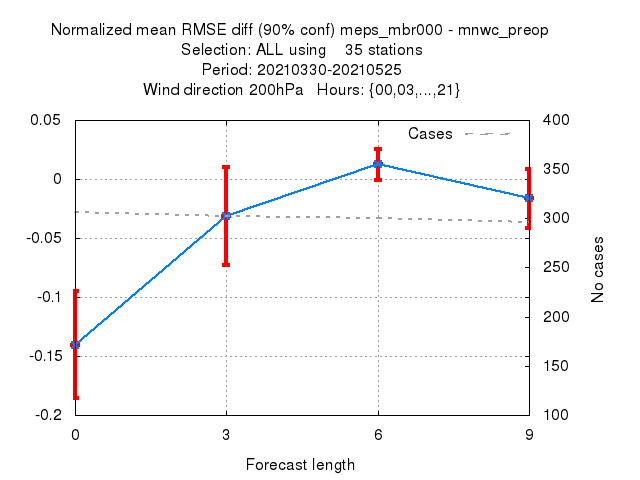 Normalized mean RMSE diff (90% conf) meps_mbr000 - mnwc_preop
Selection: ALL using    35 stations
Period: 20210330-20210525
Wind direction 200hPa   Hours: {00,03,...,21}
Cases
0.05
0
-0.05
-0.1
-0.15
-0.2
400
350
300
250
200
150
100
No cases
0 3 6 9
Forecast length